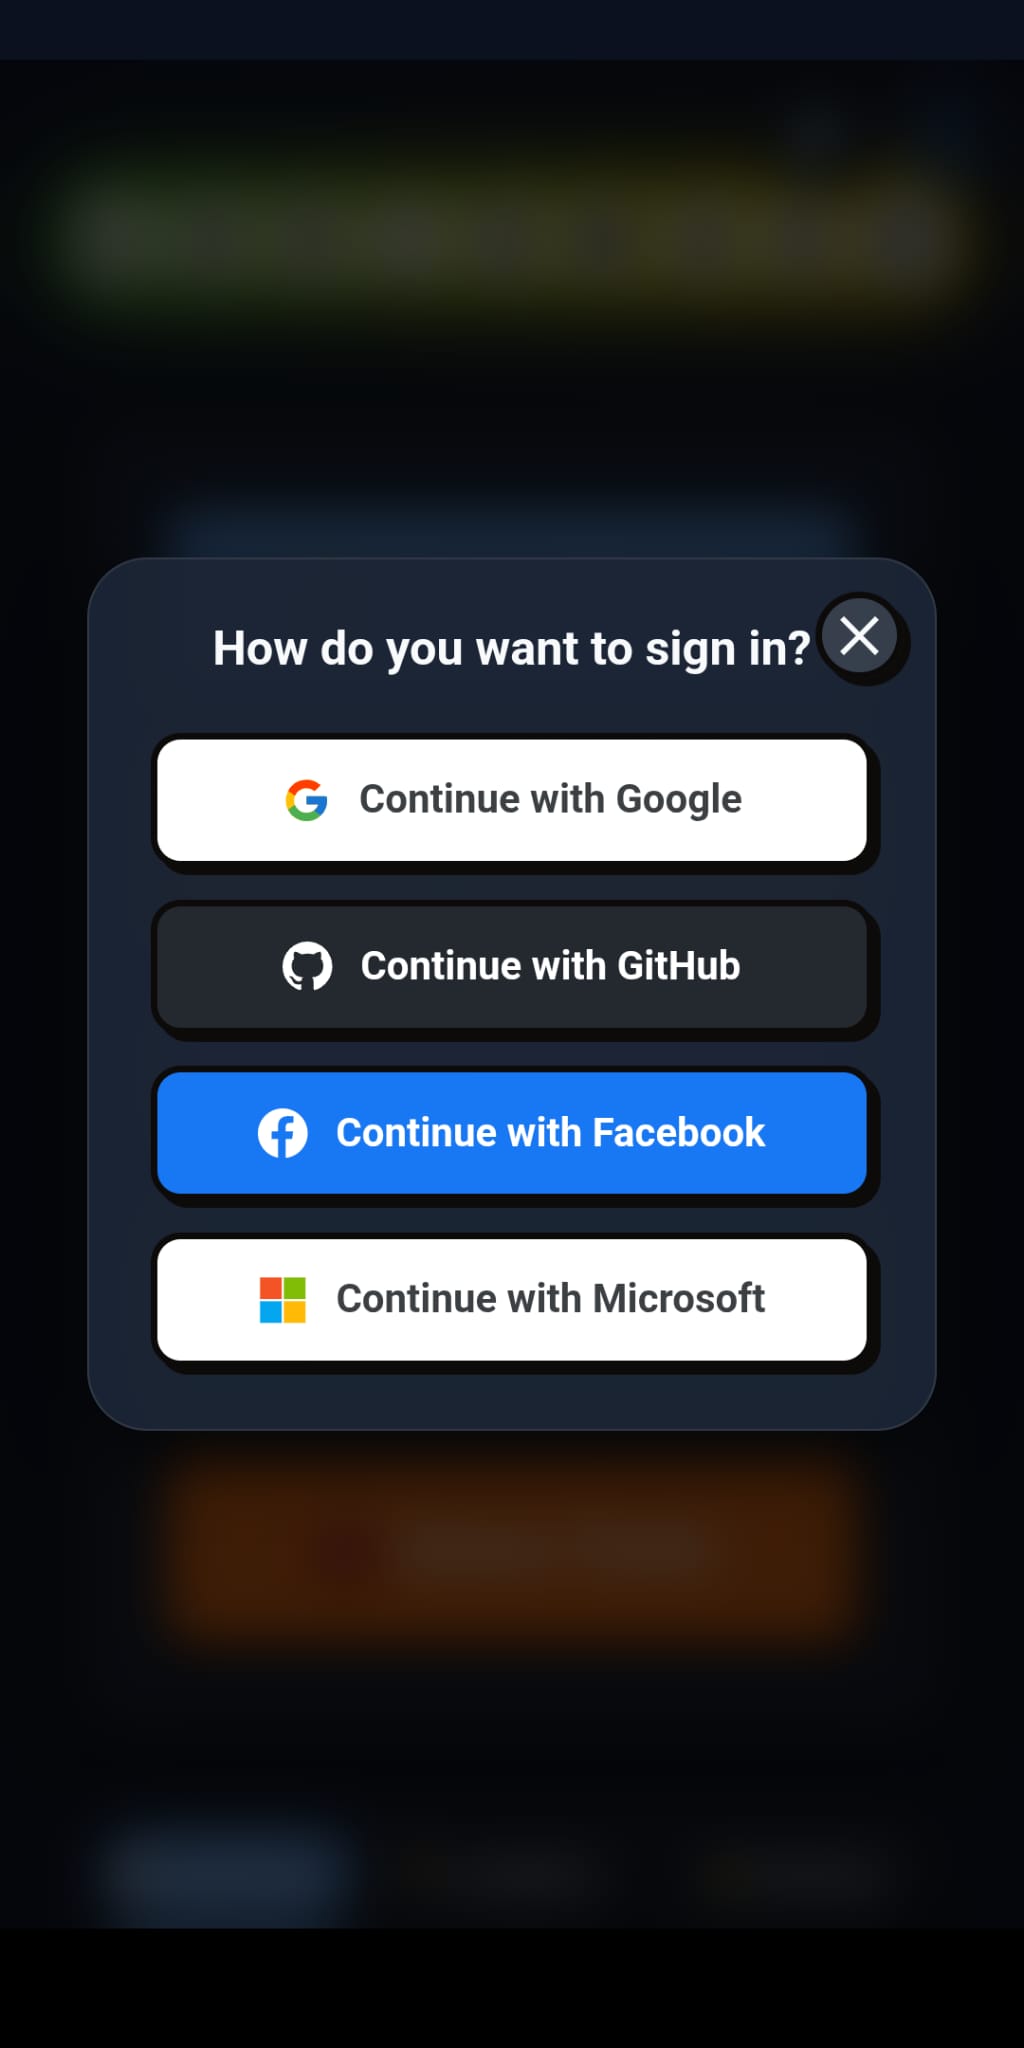 How do you want to sign in?
Continue with Google
Continue with GitHub
Continue with Facebook
Continue with Microsoft